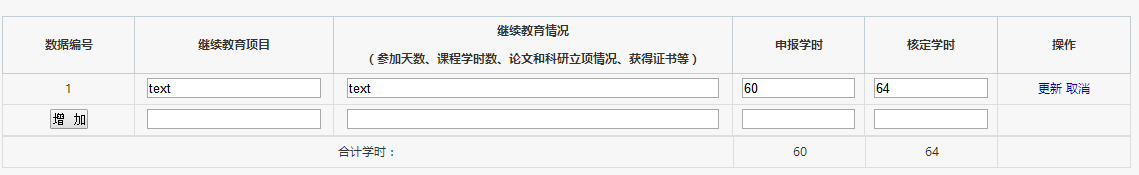 数据编号 继续教育项目 继续教育情况 申报学时 核定学时 操作
(参加天数、课程学时数、论文和科研立项情况、获得证书等)
1 text text 60 64 更新 取消
增 加
合计学时： 60 64